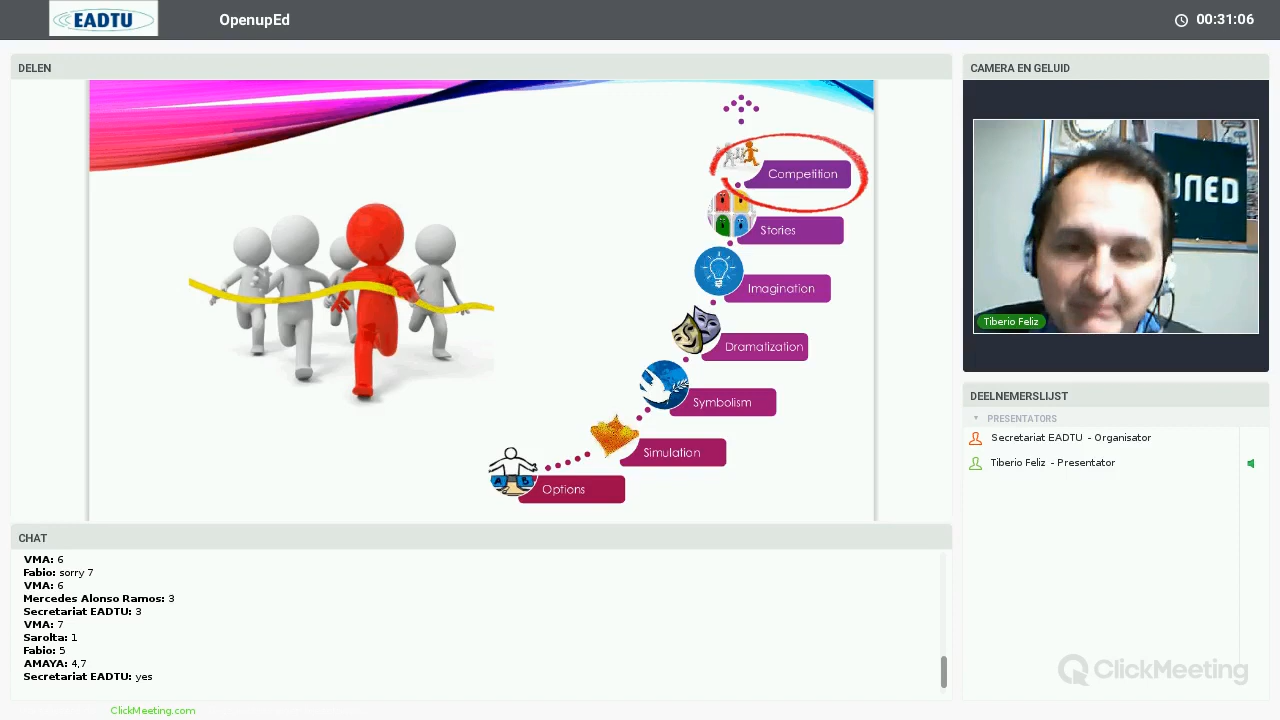 EADTU
OpenupEd
00:31:06
DELEN
Competition
Stories
Imagination
Dramatization
Symbolism
Simulation
A B
Options
CAMERA EN GELUID
UNED
Tiberio Feliz
DEELNEMERSLIJST
PRESENTATORS
Secretariat EADTU - Organisator
Tiberio Feliz - Presentator
CHAT
VMA: 6
Fabio: sorry 7
VMA: 6
Mercedes Alonso Ramos: 3
Secretariat EADTU: 3
VMA: 7
Sarolta: 1
Fabio: 5
AMAYA: 4,7
Secretariat EADTU: yes
ClickMeeting
ClickMeeting.com